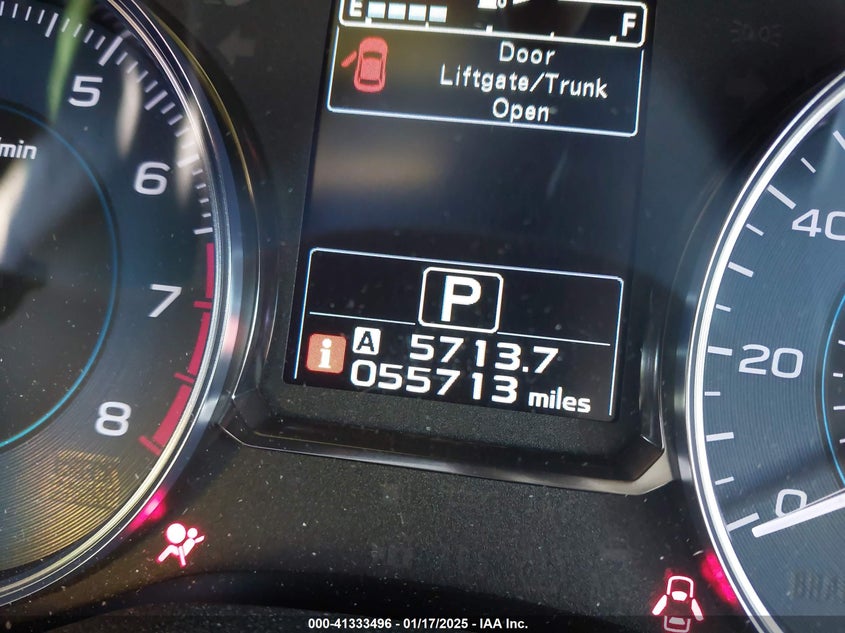 E F
Door
Liftgate/Trunk
Open
5
/min
6
7
8
P
i A 5713.7
055713 miles
40
20
0
000-41333496 - 01/17/2025 - IAA Inc.